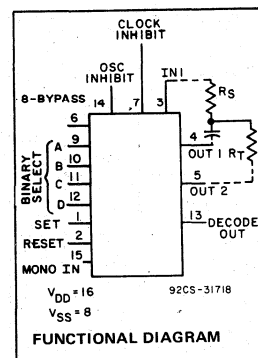 CLOCK
INHIBIT
OSC
INHIBIT
IN1
8-BYPASS
14
7
3
RS
6
BINARY
SELECT
A
9
B
10
C
11
D
12
4
OUT 1
RT
5
OUT 2
SET
1
13
DECODE
OUT
RESET
2
MONO IN
15
VDD = 16
VSS = 8
92CS-31718
FUNCTIONAL DIAGRAM